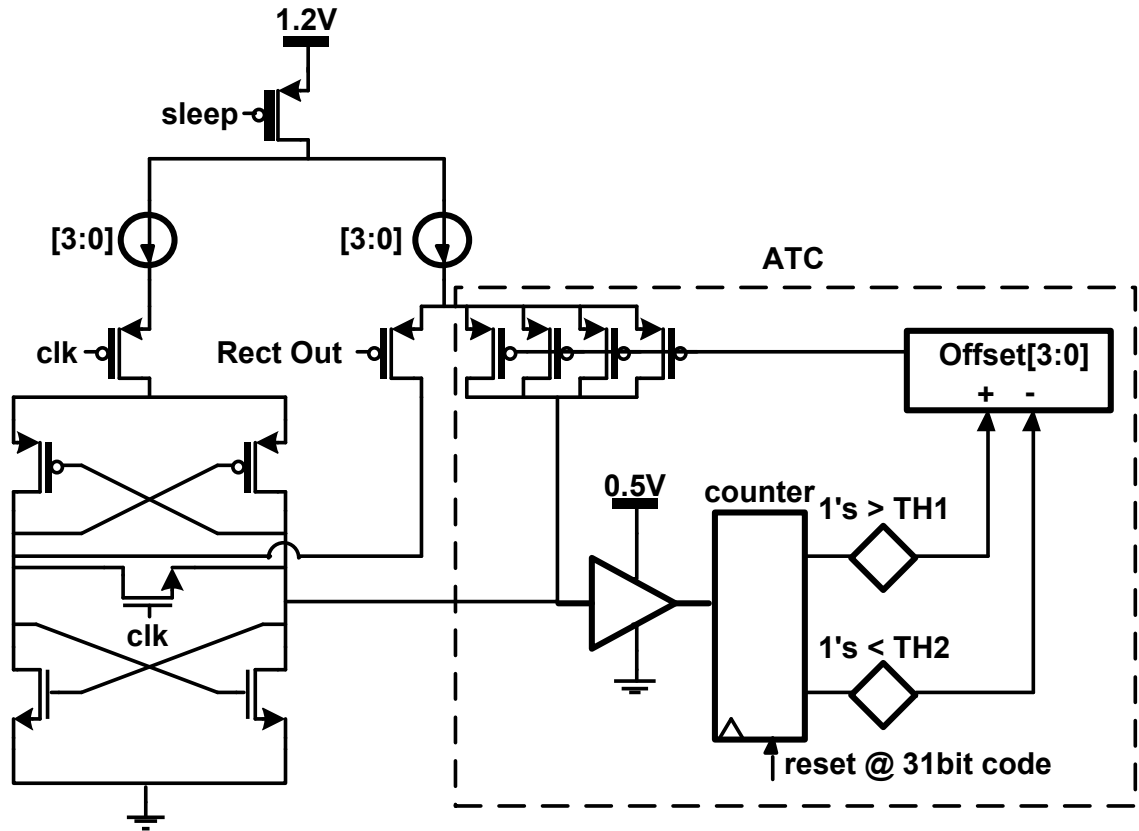 1.2V
sleep
[3:0]
[3:0]
ATC
clk
Rect Out
Offset[3:0]
+ -
0.5V
counter
1's > TH1
clk
1's < TH2
reset @ 31bit code